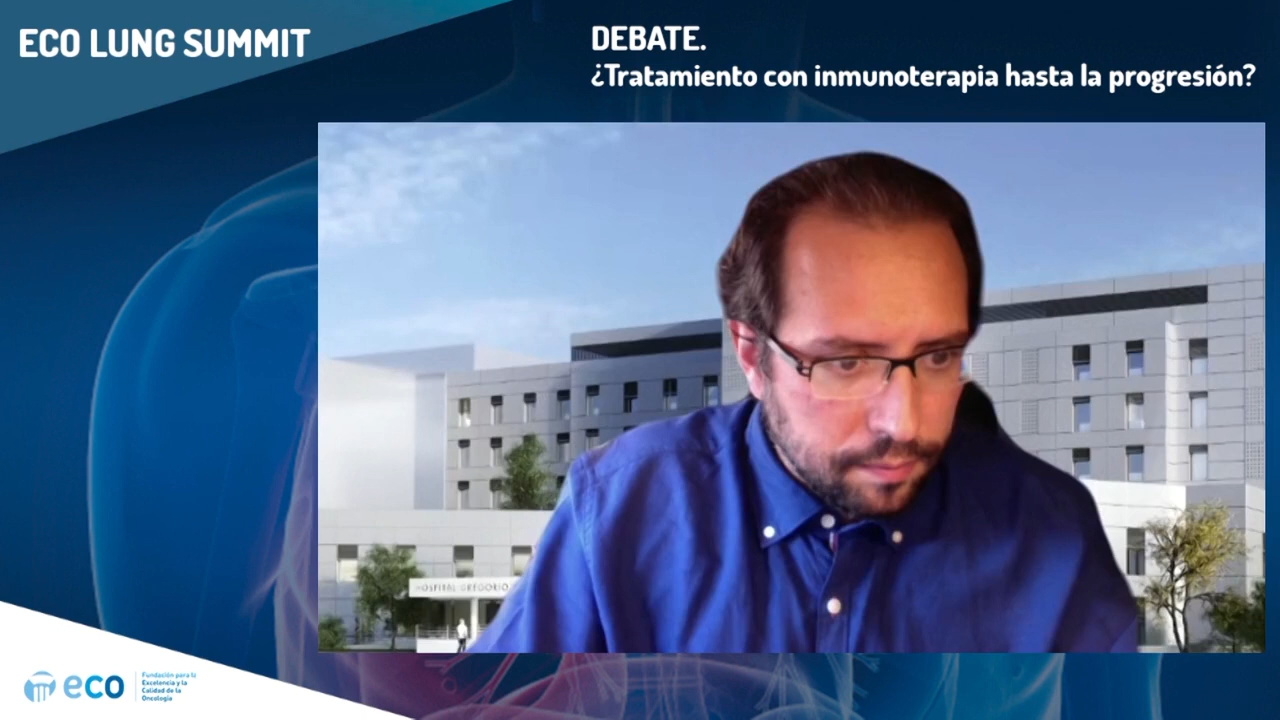 ECO LUNG SUMMIT
DEBATE.
¿Tratamiento con inmunoterapia hasta la progresión?
HOSPITAL GREGORIO
eco
Fundación para la
Excelencia y la
Calidad de la
Oncología